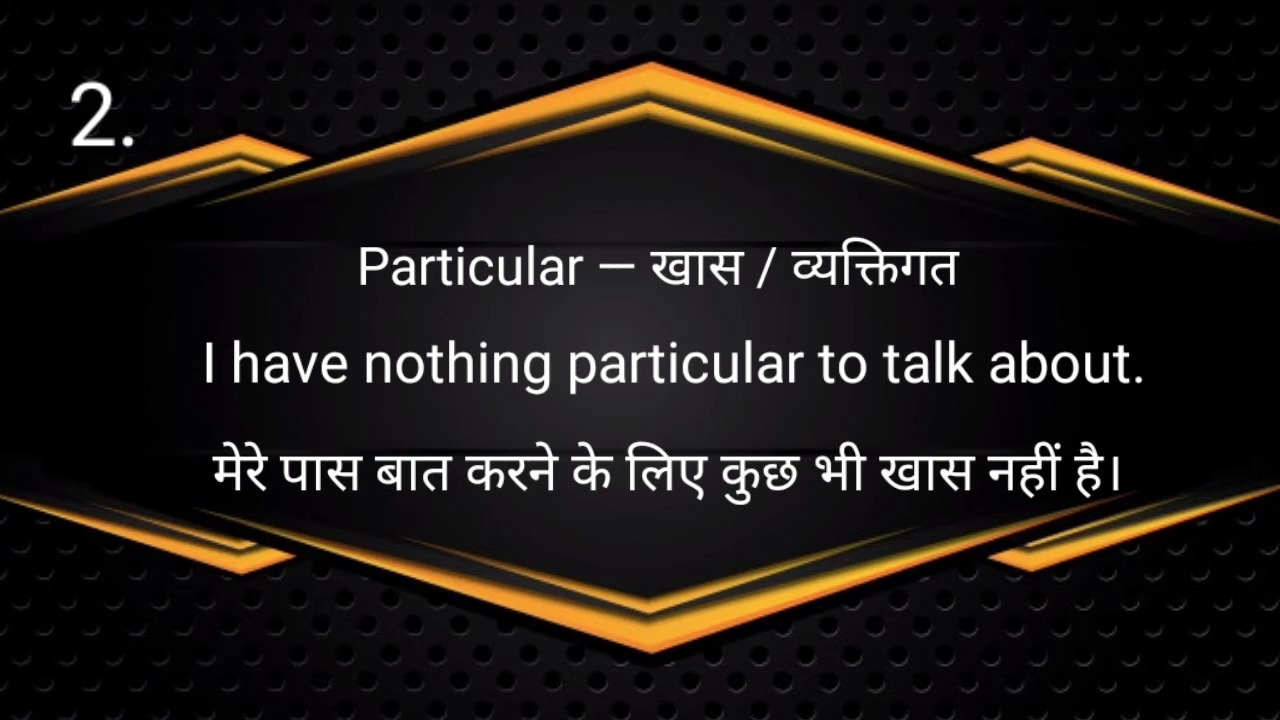 2.
Particular — खास / व्यक्तिगत
I have nothing particular to talk about.
मेरे पास बात करने के लिए कुछ भी खास नहीं है।